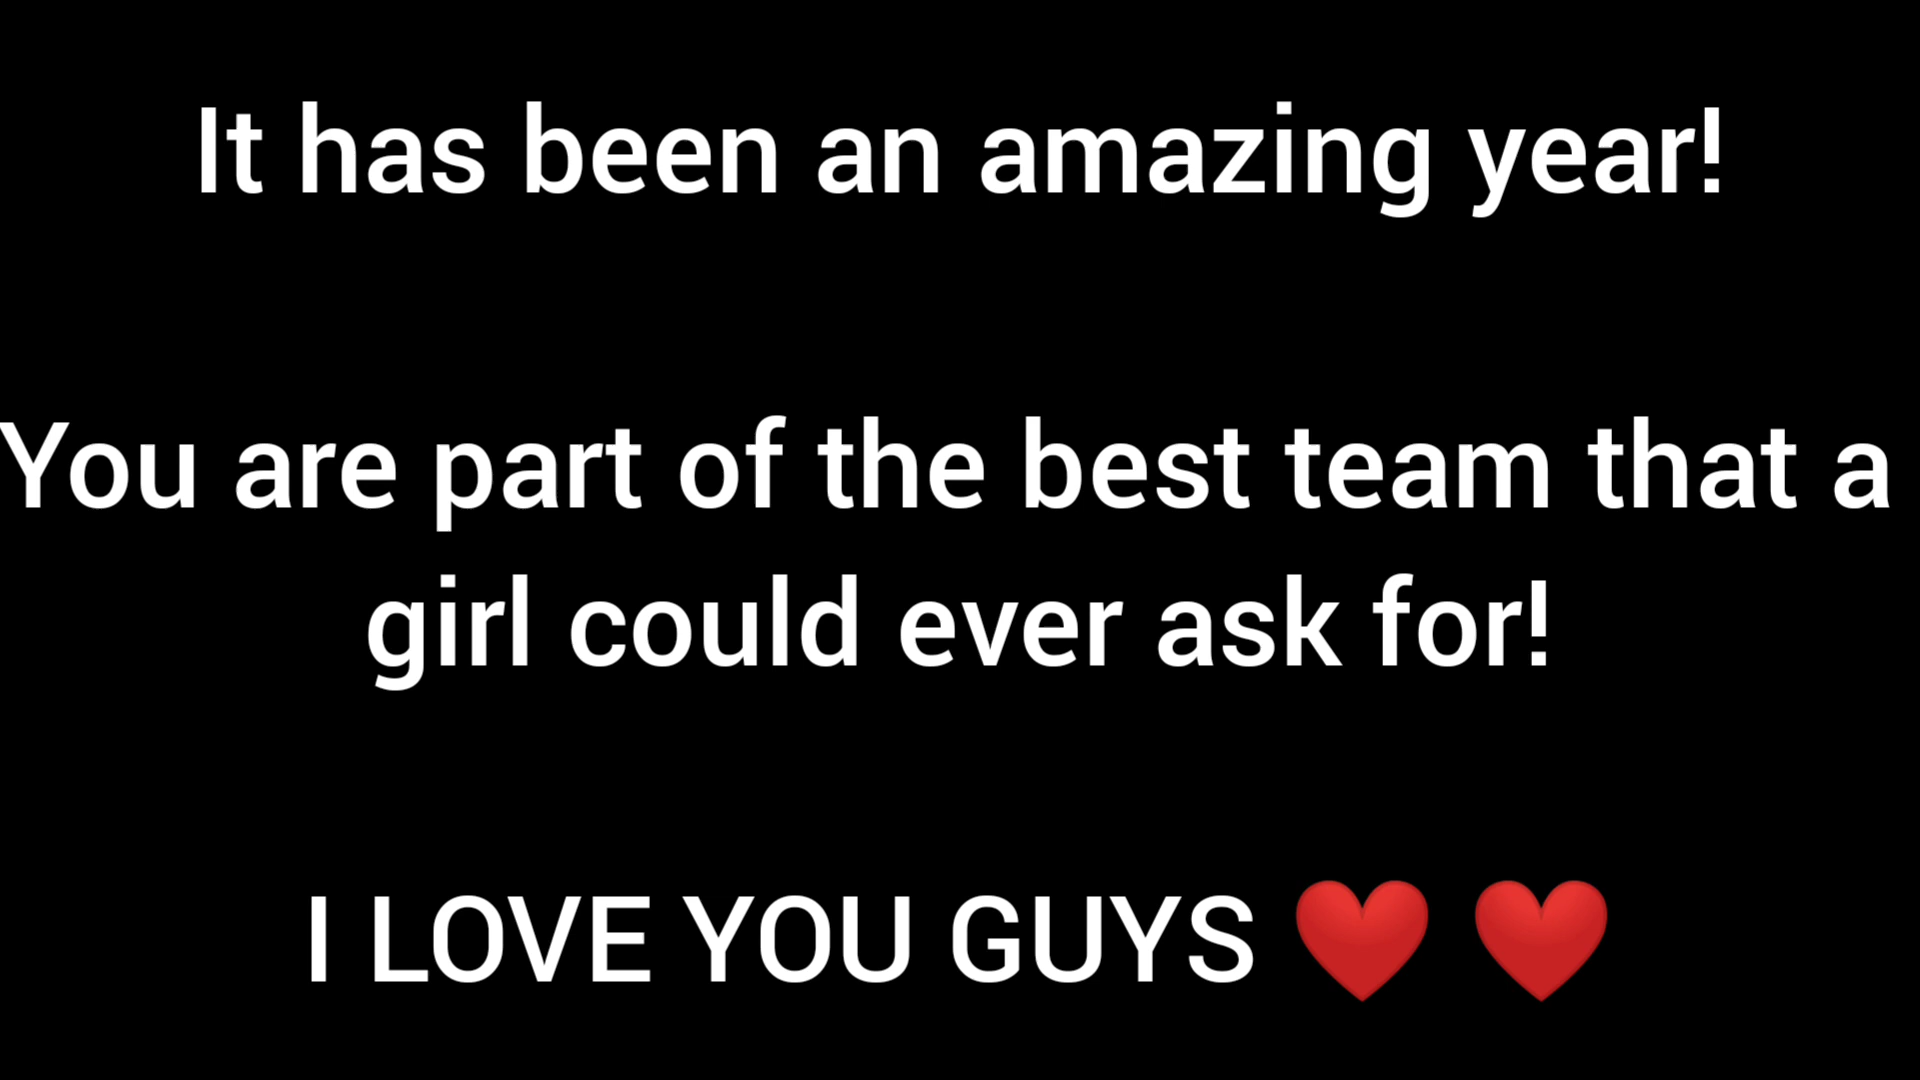 It has been an amazing year!
You are part of the best team that a
girl could ever ask for!
I LOVE YOU GUYS ❤️ ❤️